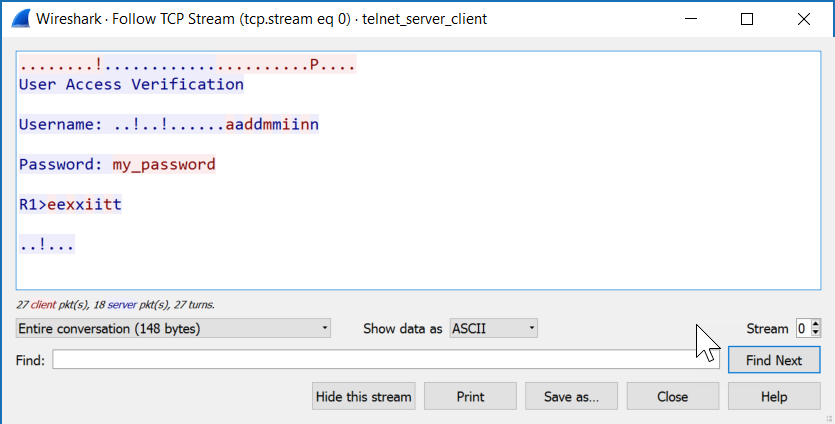 Wireshark · Follow TCP Stream (tcp.stream eq 0) · telnet_server_client
........!.......................P....
User Access Verification
Username: ..!..!......aaddmmiinn
Password: my_password
R1>eexxiitt
..!...
27 client pkt(s), 18 server pkt(s), 27 turns.
Entire conversation (148 bytes) Show data as ASCII Stream 0
Find: Find Next
Hide this stream Print Save as... Close Help